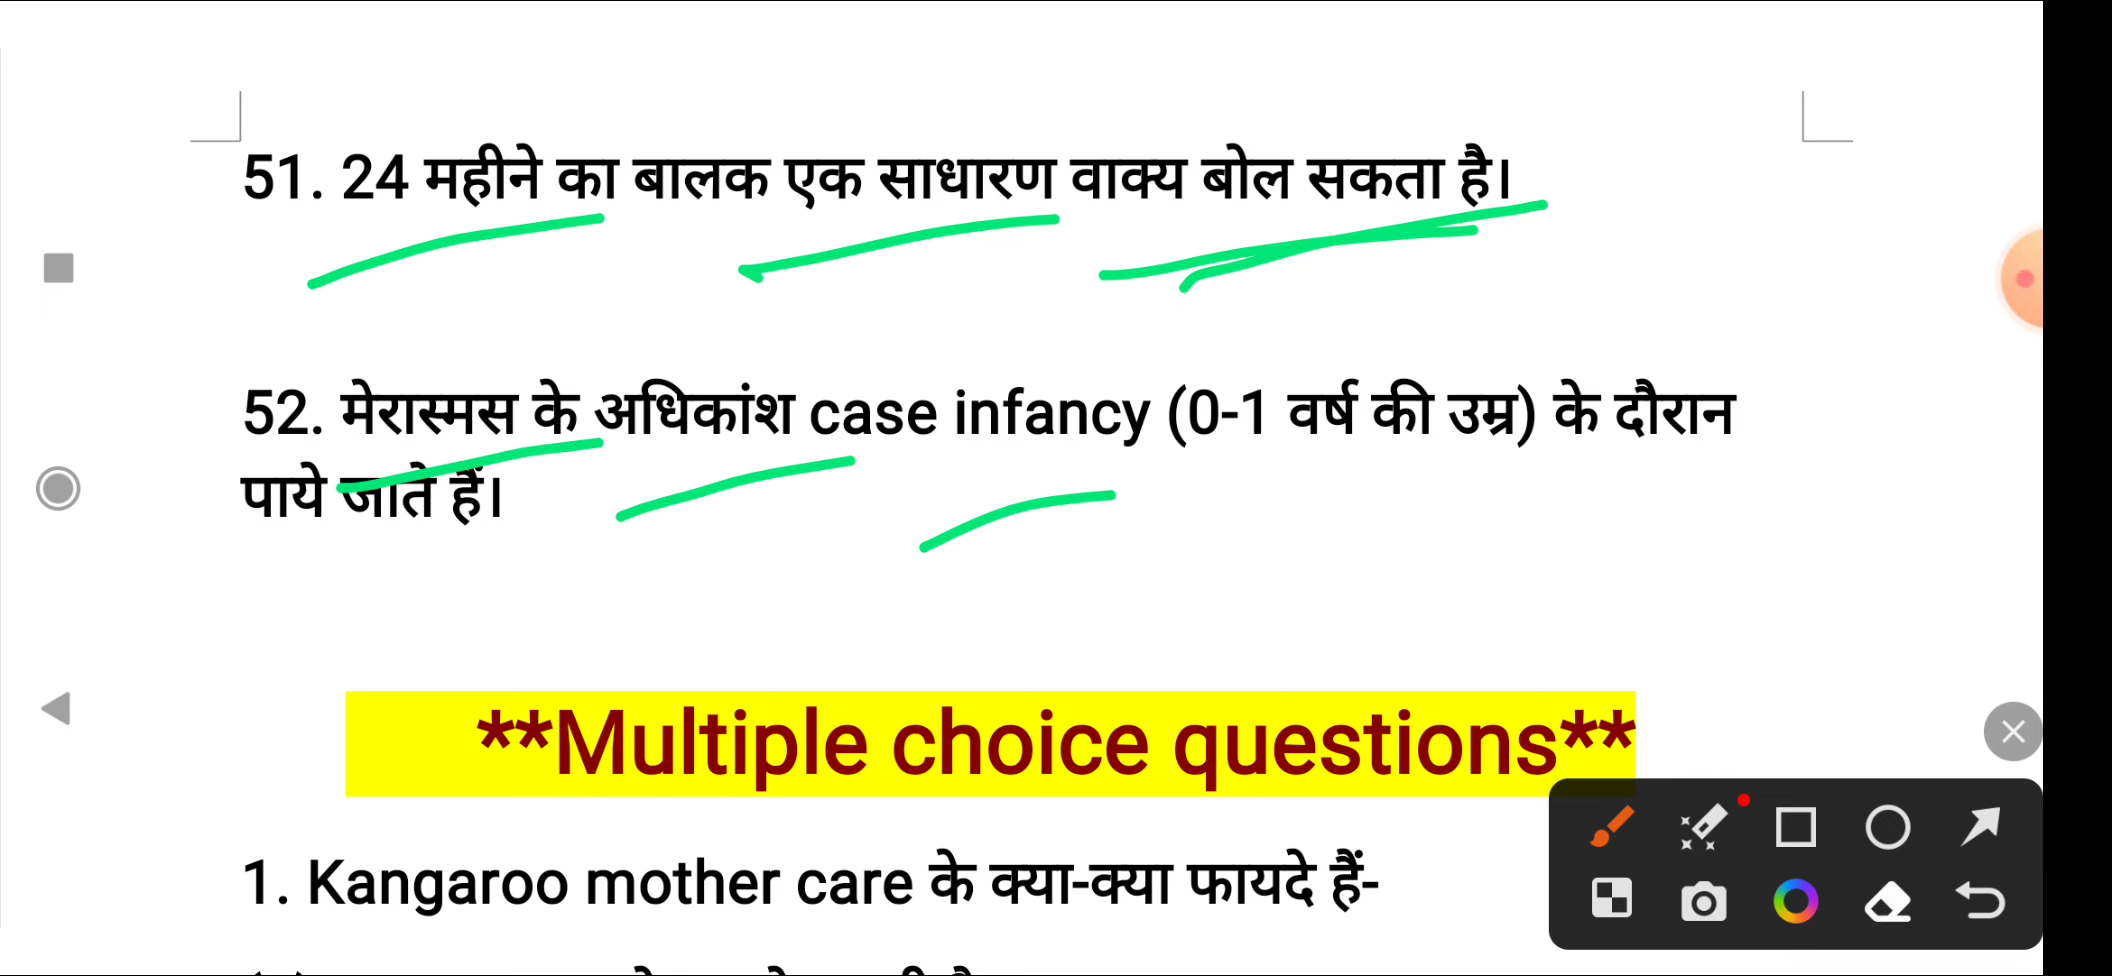 51. 24 महीने का बालक एक साधारण वाक्य बोल सकता है।
52. मेरास्मस के अधिकांश case infancy (0-1 वर्ष की उम्र) के दौरान
पाये जाते हैं।
**Multiple choice questions**
1. Kangaroo mother care के क्या-क्या फायदे हैं-